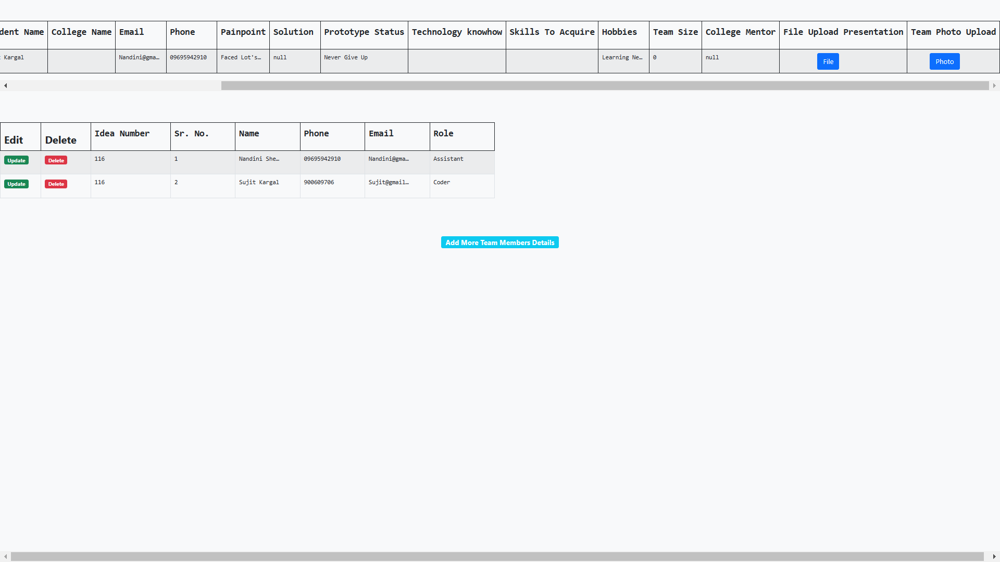 dent Name College Name Email Phone Painpoint Solution Prototype Status Technology knowhow Skills To Acquire Hobbies Team Size College Mentor File Upload Presentation Team Photo Upload
Kargal Nandini@gma… 09695942910 Faced Lot's… null Never Give Up Learning Ne… 0 null File Photo
Edit Delete Idea Number Sr. No. Name Phone Email Role
Update Delete 116 1 Nandini She… 09695942910 Nandini@gma… Assistant
Update Delete 116 2 Sujit Kargal 900609706 Sujit@gmail… Coder
Add More Team Members Details